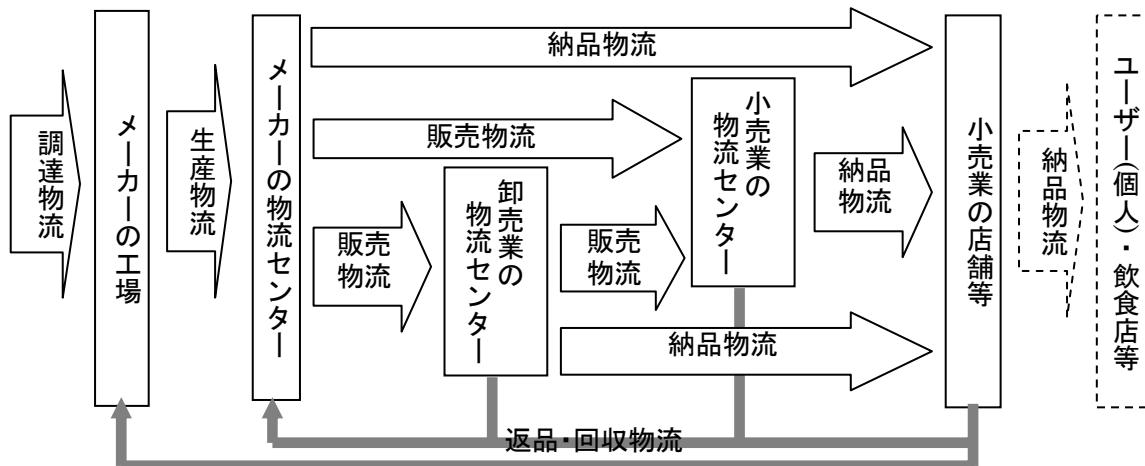 調達物流
メーカーの工場
生産物流
メーカーの物流センター
納品物流
販売物流
販売
物流
卸売業の
物流センター
販売
物流
小売業の
物流センター
納品
物流
納品物流
小売業の店舗等
納品物流
ユーザー(個人)・飲食店等
返品・回収物流